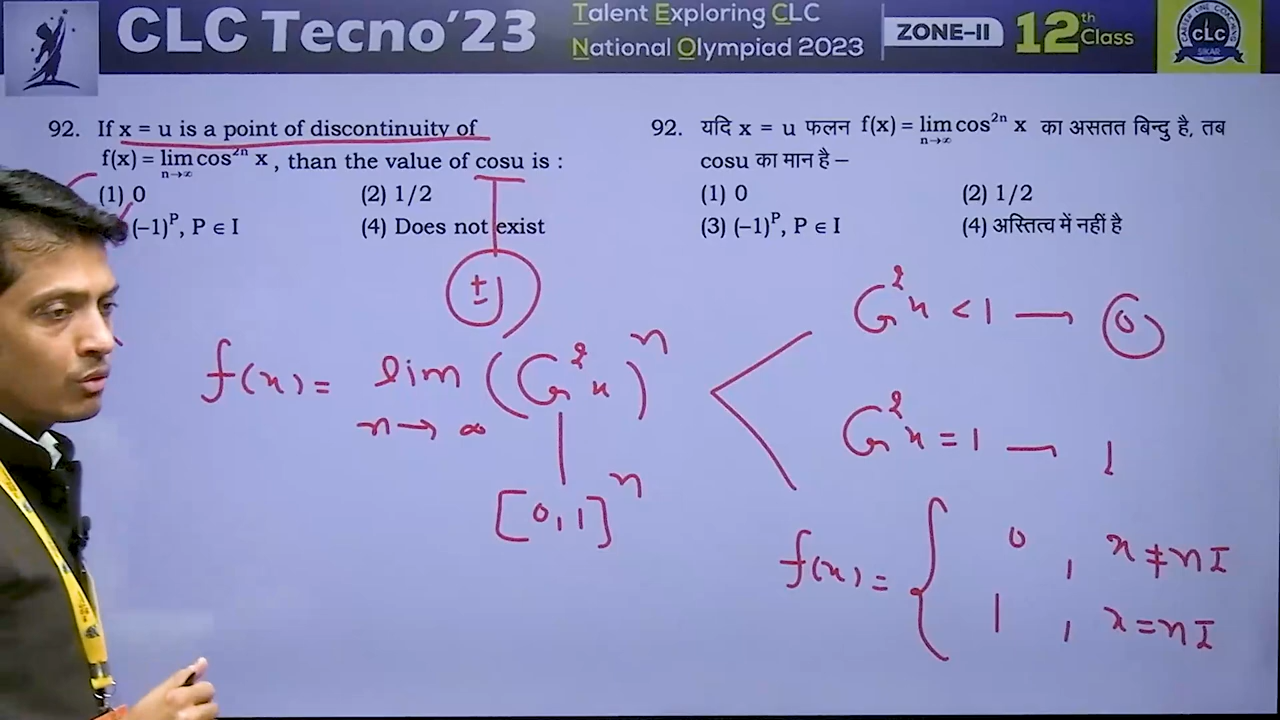 CLC Tecno'23
Talent Exploring CLC
National Olympiad 2023
ZONE-II
12th Class
CLC
SIKAR
92. If x = u is a point of discontinuity of
f(x) = lim n→∞ cos²ⁿ x , than the value of cosu is :
(1) 0 (2) 1/2
(−1)ᴾ, P ∈ I (4) Does not exist
92. यदि x = u फलन f(x) = lim n→∞ cos²ⁿ x का असतत बिन्दु है, तब
cosu का मान है –
(1) 0 (2) 1/2
(3) (−1)ᴾ, P ∈ I (4) अस्तित्व में नहीं है
±1
f(x) = lim n→∞ (cos²x)ⁿ
[0,1]ⁿ
cos²x < 1 — 0
cos²x = 1 — 1
f(x) = { 0 , x ≠ nI
1 , x = nI